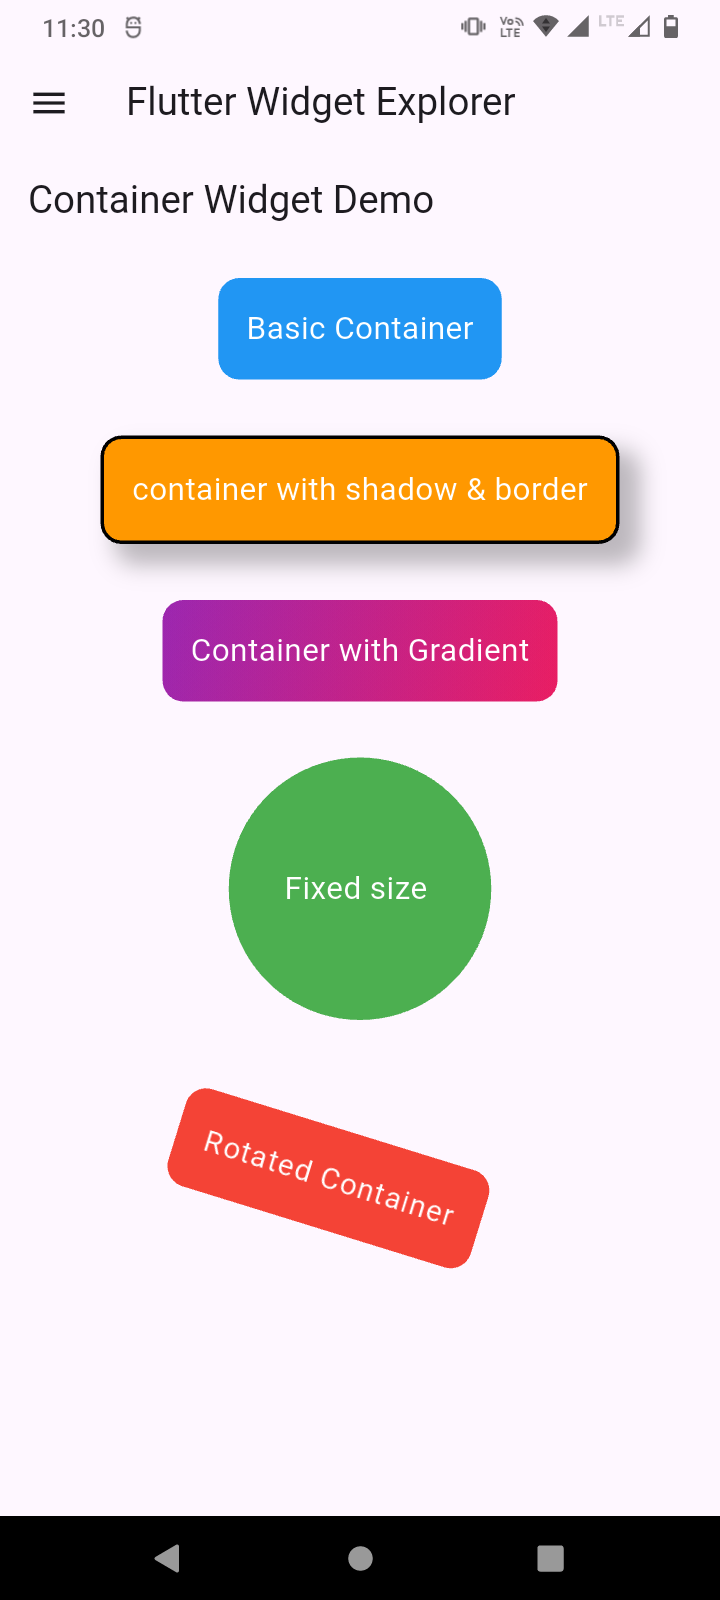 11:30
Vo LTE
LTE
Flutter Widget Explorer
Container Widget Demo
Basic Container
container with shadow & border
Container with Gradient
Fixed size
Rotated Container